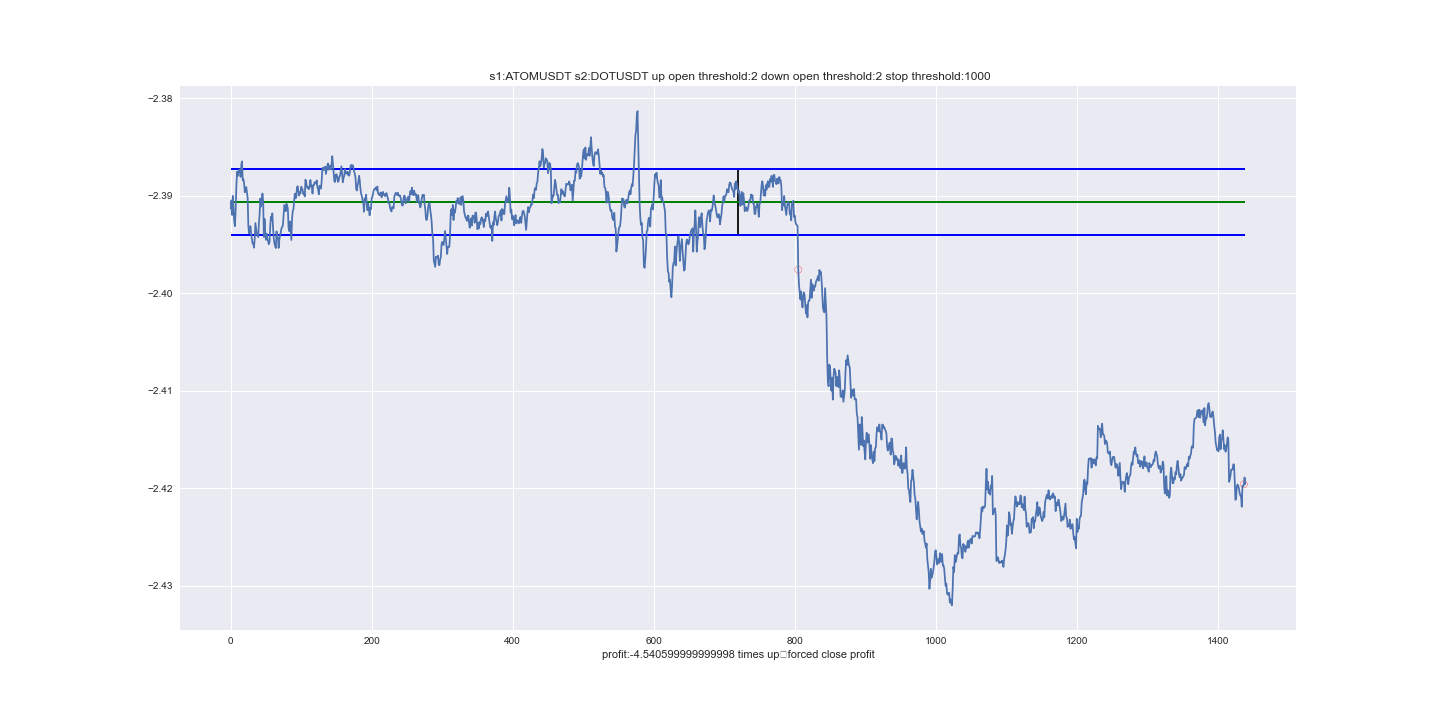 s1:ATOMUSDT s2:DOTUSDT up open threshold:2 down open threshold:2 stop threshold:1000
−2.38
−2.39
−2.40
−2.41
−2.42
−2.43
0 200 400 600 800 1000 1200 1400
profit:-4.540599999999998 times up□forced close profit